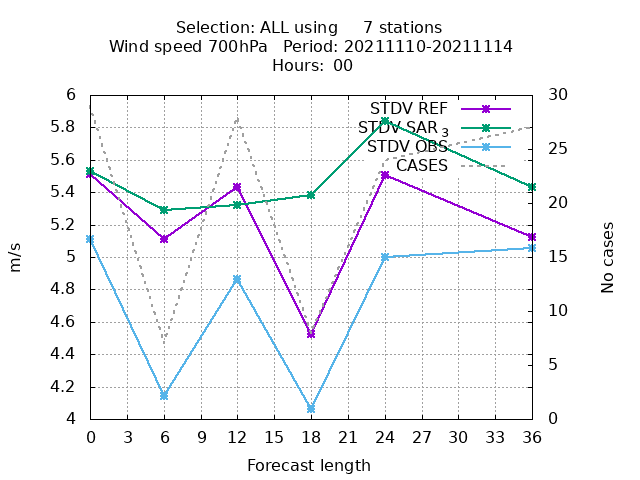 Selection: ALL using     7 stations
Wind speed 700hPa   Period: 20211110-20211114
Hours:  00
STDV REF
STDV SAR 3
STDV OBS
CASES
6
5.8
5.6
5.4
5.2
5
4.8
4.6
4.4
4.2
4
m/s
30
25
20
15
10
5
0
No cases
0 3 6 9 12 15 18 21 24 27 30 33 36
Forecast length